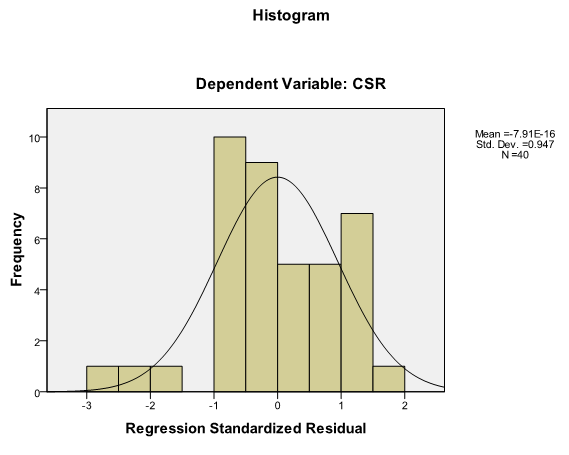 Histogram
Dependent Variable: CSR
Mean =-7.91E-16
Std. Dev. =0.947
N =40
Frequency
10
8
6
4
2
0
-3 -2 -1 0 1 2
Regression Standardized Residual